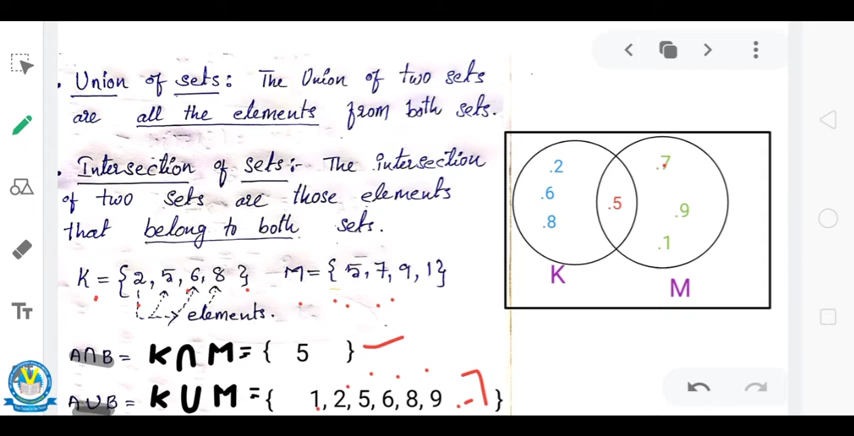 . Union of sets: The Union of two sets
are all the elements from both sets.
. Intersection of sets:- The intersection
of two sets are those elements
that belong to both sets.
K = {2, 5, 6, 8} M = {5, 7, 9, 1}
elements.
A∩B = K ∩ M = { 5 }
A∪B = K ∪ M = { 1, 2, 5, 6, 8, 9 .-7 }
.2
.6
.8
.5
.7
.9
.1
K
M
Tт